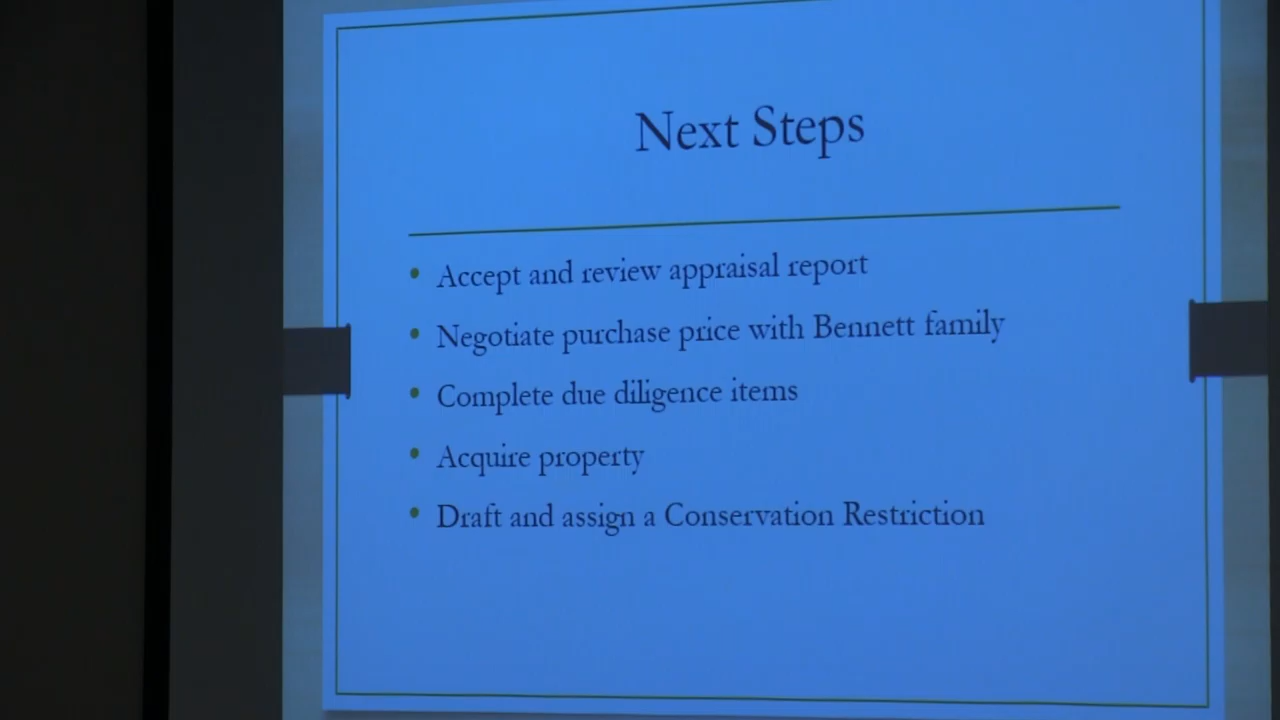 Next Steps
Accept and review appraisal report
Negotiate purchase price with Bennett family
Complete due diligence items
Acquire property
Draft and assign a Conservation Restriction